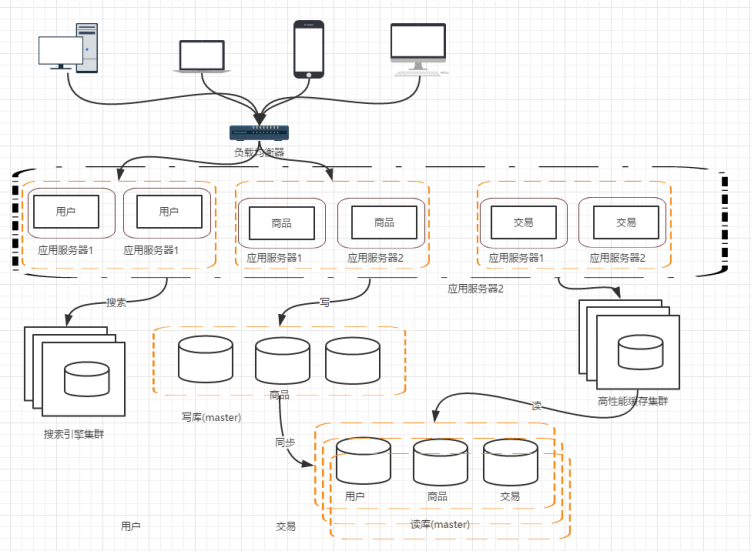 负载均衡器
用户
用户
商品
商品
交易
交易
应用服务器1
应用服务器1
应用服务器1
应用服务器2
应用服务器1
应用服务器2
应用服务器2
搜索
写
商品
高性能缓存集群
读
写库(master)
搜索引擎集群
同步
用户
商品
交易
读库(master)
用户
交易